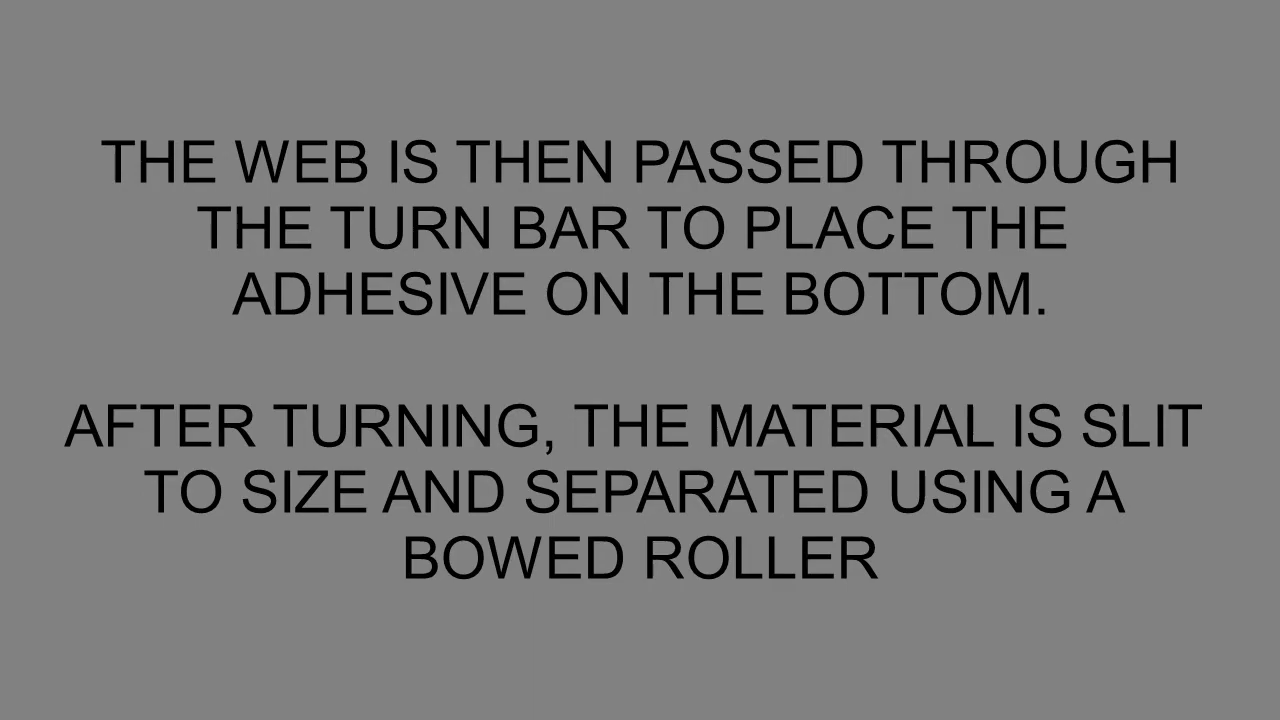 THE WEB IS THEN PASSED THROUGH
THE TURN BAR TO PLACE THE
ADHESIVE ON THE BOTTOM.
AFTER TURNING, THE MATERIAL IS SLIT
TO SIZE AND SEPARATED USING A
BOWED ROLLER